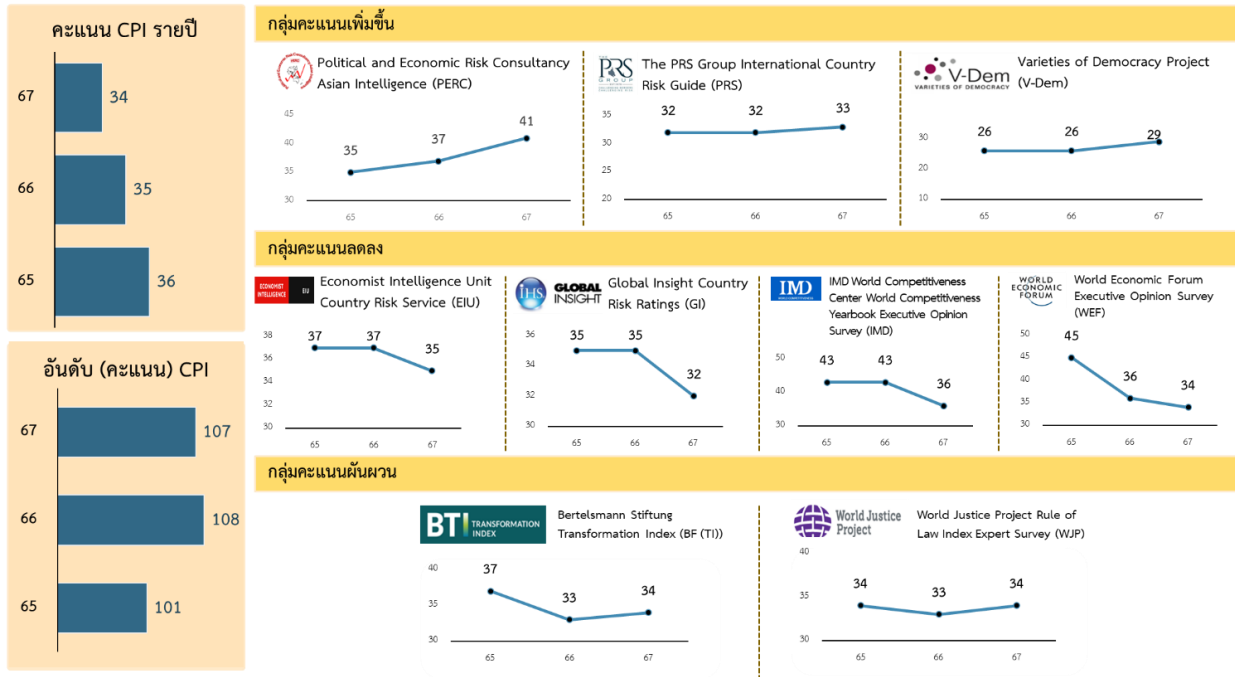 คะแนน CPI รายปี
67
34
66
35
65
36
อันดับ (คะแนน) CPI
67
107
66
108
65
101
กลุ่มคะแนนเพิ่มขึ้น
Political and Economic Risk Consultancy
Asian Intelligence (PERC)
45
40
35
30
35
37
41
65
66
67
PRS
GROUP
The PRS Group International Country
Risk Guide (PRS)
35
30
25
20
32
32
33
65
66
67
V-Dem
VARIETIES OF DEMOCRACY
Varieties of Democracy Project
(V-Dem)
30
20
10
26
26
29
65
66
67
กลุ่มคะแนนลดลง
ECONOMIST
INTELLIGENCE
EIU
Economist Intelligence Unit
Country Risk Service (EIU)
38
36
34
32
30
37
37
35
65
66
67
IHS
GLOBAL
INSIGHT
Global Insight Country
Risk Ratings (GI)
36
34
32
30
35
35
32
65
66
67
IMD
IMD World Competitiveness
Center World Competitiveness
Yearbook Executive Opinion
Survey (IMD)
50
40
30
43
43
36
65
66
67
WORLD
ECONOMIC
FORUM
World Economic Forum
Executive Opinion Survey
(WEF)
50
45
40
35
30
45
36
34
65
66
67
กลุ่มคะแนนผันผวน
BTI
TRANSFORMATION
INDEX
Bertelsmann Stiftung
Transformation Index (BF (TI))
40
35
30
37
33
34
65
66
67
World Justice
Project
World Justice Project Rule of
Law Index Expert Survey (WJP)
40
35
30
34
33
34
65
66
67